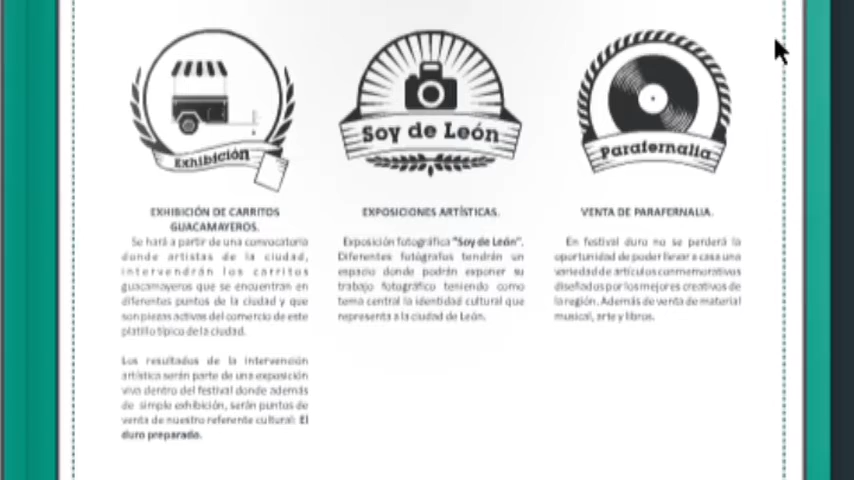 Exhibición
Soy de León
Parafernalia
EXHIBICIÓN DE CARRITOS
GUACAMAYEROS.
Se hará a partir de una convocatoria
donde artistas de la ciudad,
intervendrán los carritos
guacamayeros que se encuentran en
diferentes puntos de la ciudad y que
son piezas activas del comercio de este
platillo típico de la ciudad.
Los resultados de la intervención
artística serán parte de una exposición
viva dentro del festival donde además
de simple exhibición, serán puntos de
venta de nuestro referente cultural: El
duro preparado.
EXPOSICIONES ARTÍSTICAS.
Exposición fotográfica "Soy de León".
Diferentes fotógrafos tendrán un
espacio donde podrán exponer su
trabajo fotográfico teniendo como
tema central la identidad cultural que
representa a la ciudad de León.
VENTA DE PARAFERNALIA.
En festival duro no se perderá la
oportunidad de poder llevar a casa una
variedad de artículos conmemorativos
diseñados por los mejores creativos de
la región. Además de venta de material
musical, arte y libros.